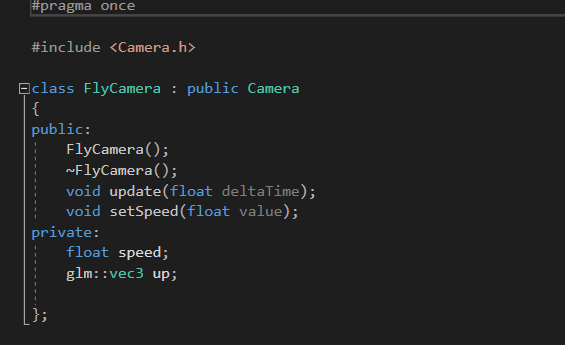 #pragma once
#include <Camera.h>
class FlyCamera : public Camera
{
public:
FlyCamera();
~FlyCamera();
void update(float deltaTime);
void setSpeed(float value);
private:
float speed;
glm::vec3 up;
};